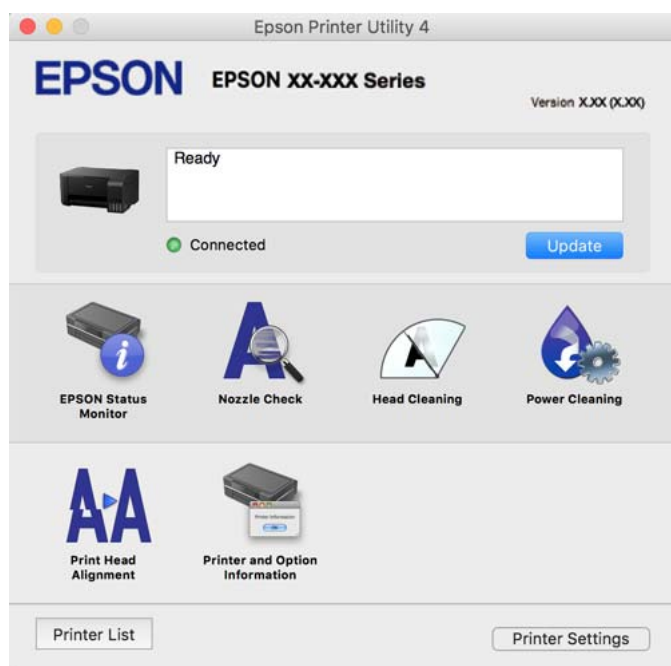 Epson Printer Utility 4
EPSON
EPSON XX-XXX Series
Version X.XX (X.XX)
Ready
Connected
Update
EPSON Status
Monitor
Nozzle Check
Head Cleaning
Power Cleaning
Print Head
Alignment
Printer and Option
Information
Printer List
Printer Settings